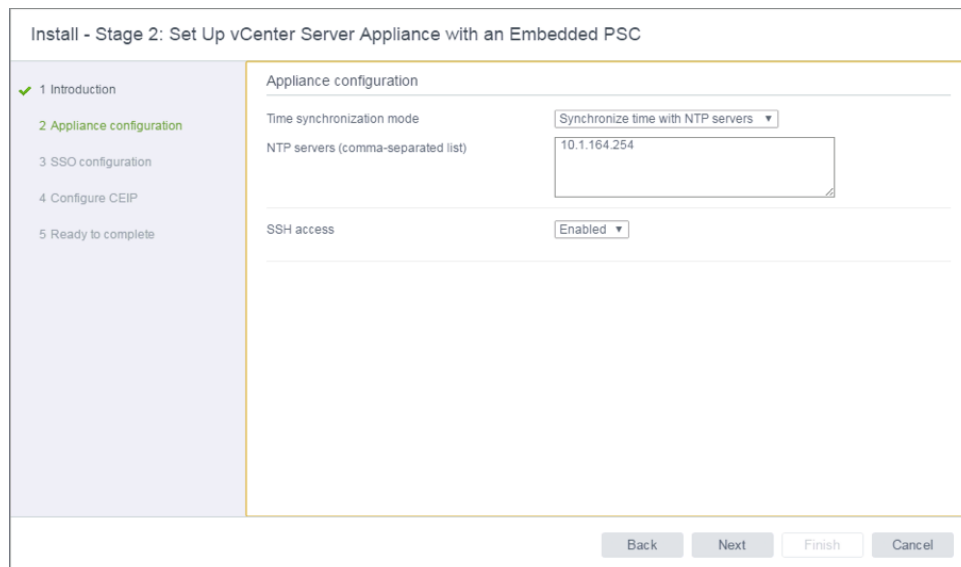 Install - Stage 2: Set Up vCenter Server Appliance with an Embedded PSC
1 Introduction
2 Appliance configuration
3 SSO configuration
4 Configure CEIP
5 Ready to complete
Appliance configuration
Time synchronization mode
Synchronize time with NTP servers
NTP servers (comma-separated list)
10.1.164.254
SSH access
Enabled
Back Next Finish Cancel